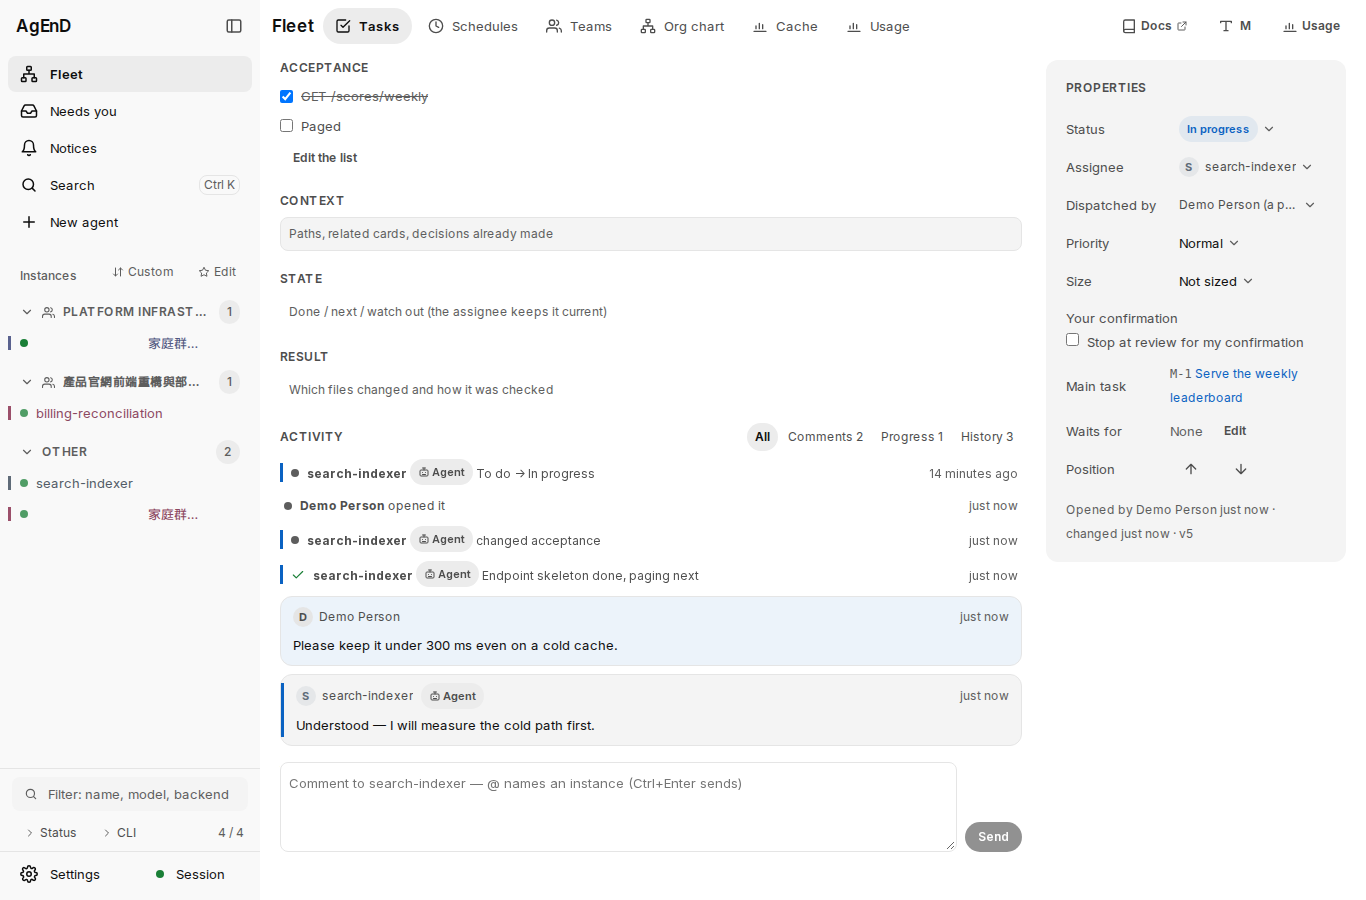 AgEnD
Fleet
Needs you
Notices
Search
Ctrl K
New agent
Instances
Custom
Edit
PLATFORM INFRAST…
1
家庭群…
產品官網前端重構與部…
1
billing-reconciliation
OTHER
2
search-indexer
家庭群…
Filter: name, model, backend
Status
CLI
4 / 4
Settings
Session
Fleet
Tasks
Schedules
Teams
Org chart
Cache
Usage
Docs
M
Usage
ACCEPTANCE
GET /scores/weekly
Paged
Edit the list
CONTEXT
Paths, related cards, decisions already made
STATE
Done / next / watch out (the assignee keeps it current)
RESULT
Which files changed and how it was checked
ACTIVITY
All
Comments 2
Progress 1
History 3
search-indexer Agent To do → In progress 14 minutes ago
Demo Person opened it just now
search-indexer Agent changed acceptance just now
search-indexer Agent Endpoint skeleton done, paging next just now
D Demo Person just now
Please keep it under 300 ms even on a cold cache.
S search-indexer Agent just now
Understood — I will measure the cold path first.
Comment to search-indexer — @ names an instance (Ctrl+Enter sends)
Send
PROPERTIES
Status In progress
Assignee S search-indexer
Dispatched by Demo Person (a p…
Priority Normal
Size Not sized
Your confirmation
Stop at review for my confirmation
Main task M-1 Serve the weekly
leaderboard
Waits for None Edit
Position ↑ ↓
Opened by Demo Person just now ·
changed just now · v5